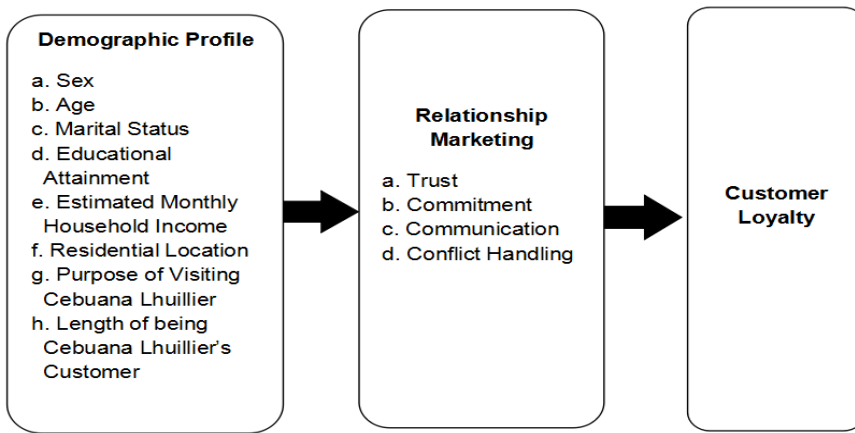 Demographic Profile
a. Sex
b. Age
c. Marital Status
d. Educational
Attainment
e. Estimated Monthly
Household Income
f. Residential Location
g. Purpose of Visiting
Cebuana Lhuillier
h. Length of being
Cebuana Lhuillier's
Customer
Relationship
Marketing
a. Trust
b. Commitment
c. Communication
d. Conflict Handling
Customer
Loyalty